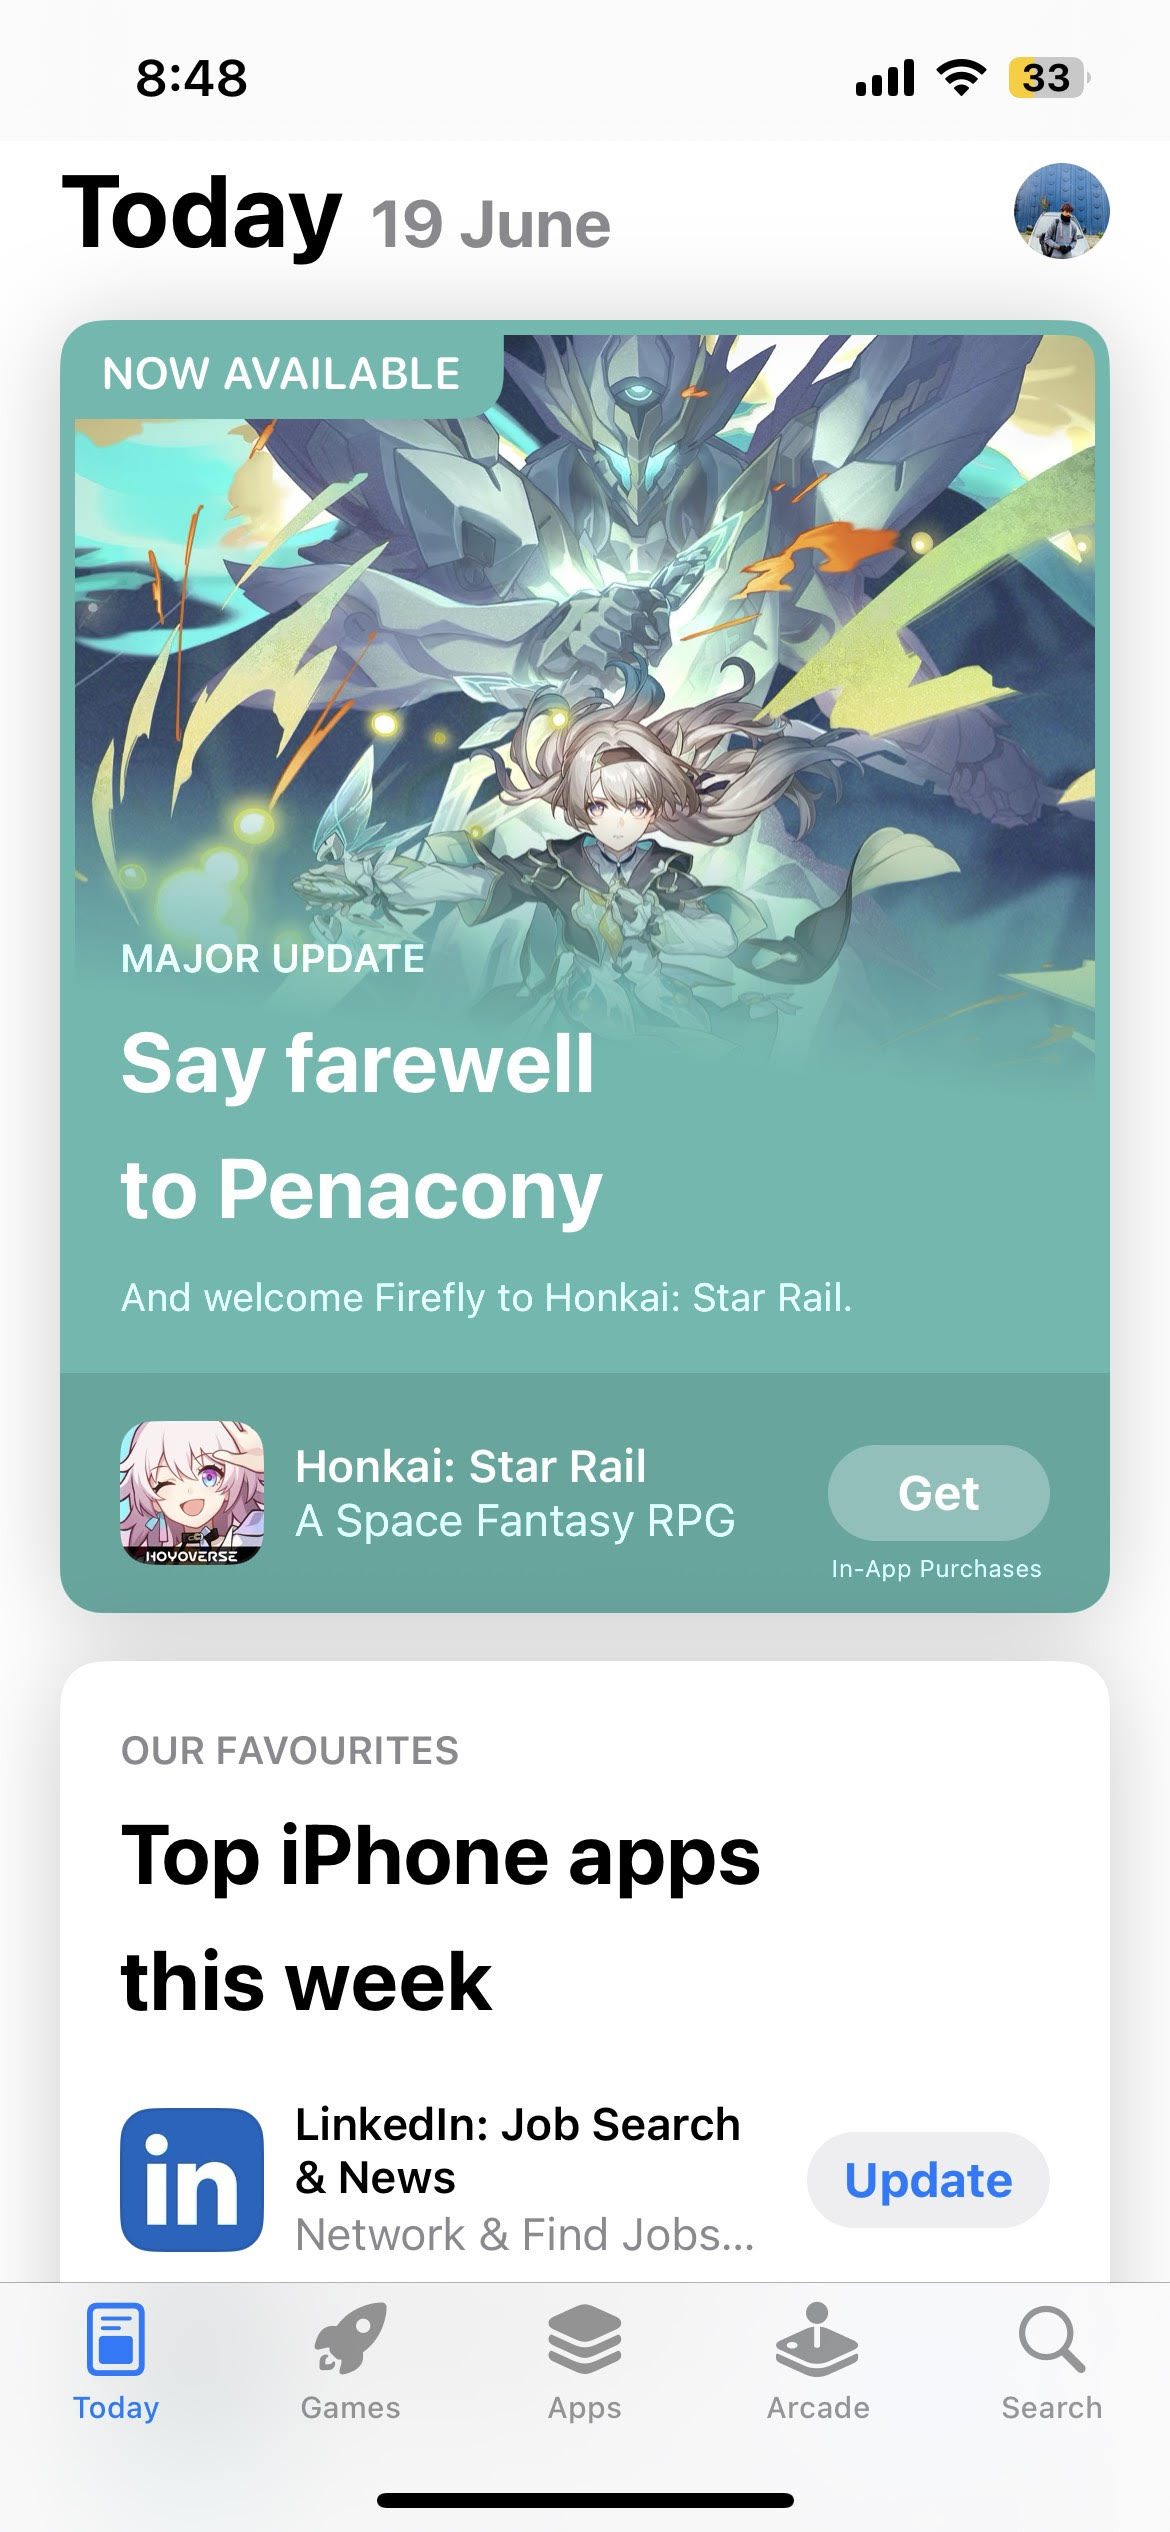 8:48
33
Today 19 June
NOW AVAILABLE
MAJOR UPDATE
Say farewell
to Penacony
And welcome Firefly to Honkai: Star Rail.
HOYOVERSE
Honkai: Star Rail
A Space Fantasy RPG
Get
In-App Purchases
OUR FAVOURITES
Top iPhone apps
this week
in
LinkedIn: Job Search
& News
Network & Find Jobs...
Update
Today
Games
Apps
Arcade
Search